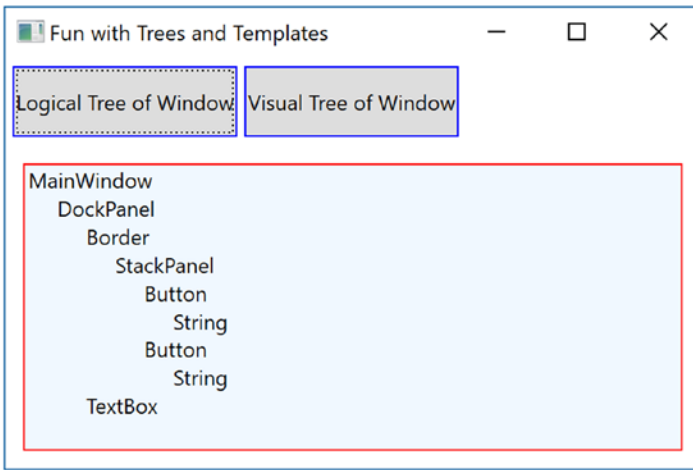 Fun with Trees and Templates
Logical Tree of Window Visual Tree of Window
MainWindow
DockPanel
Border
StackPanel
Button
String
Button
String
TextBox